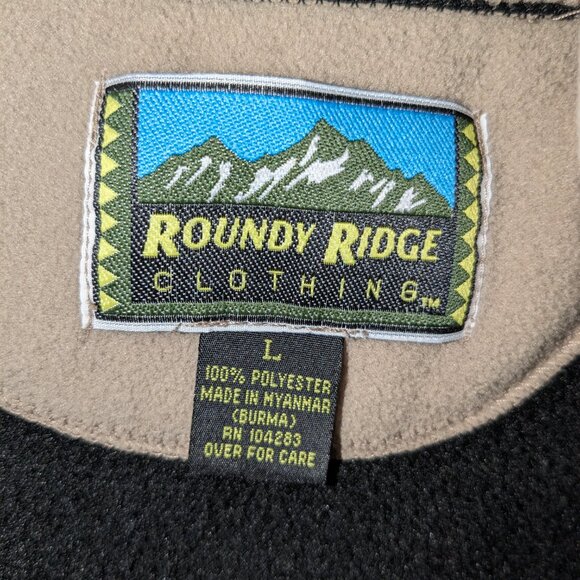 ROUNDY RIDGE
CLOTHING™
L
100% POLYESTER
MADE IN MYANMAR
(BURMA)
RN 104283
OVER FOR CARE